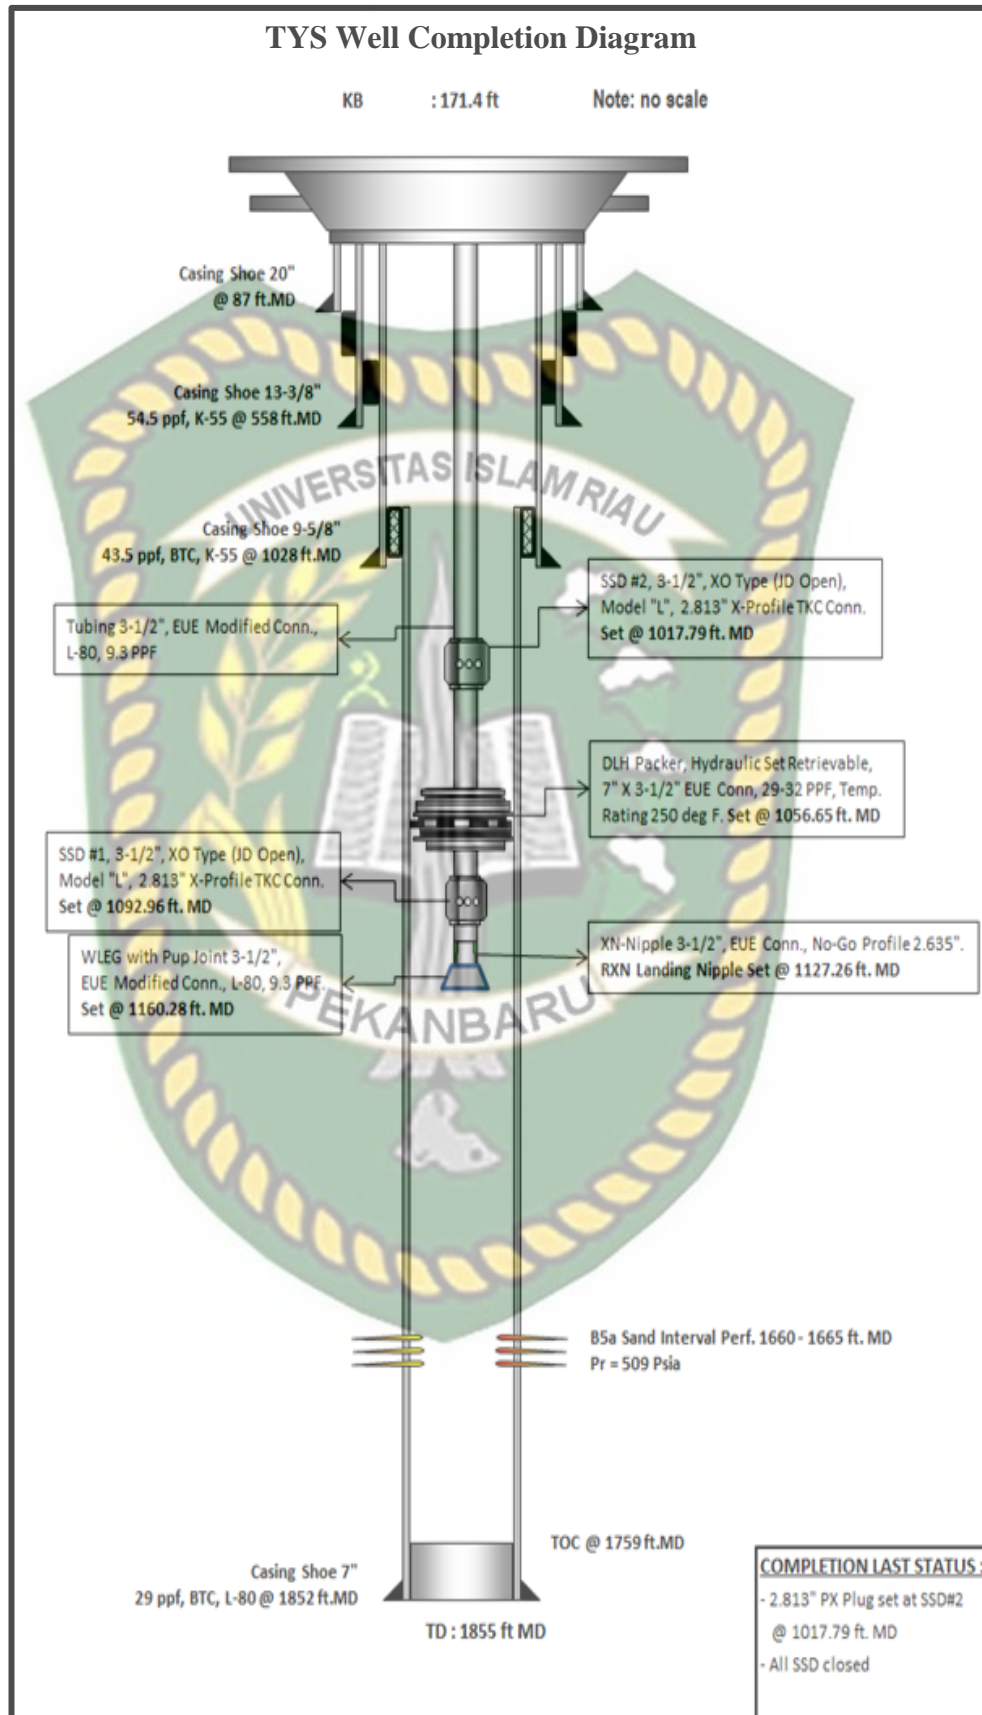 TYS Well Completion Diagram
KB : 171.4 ft Note: no scale
Casing Shoe 20"
@ 87 ft.MD
Casing Shoe 13-3/8"
54.5 ppf, K-55 @ 558 ft.MD
UNIVERSITAS ISLAM RIAU
Casing Shoe 9-5/8"
43.5 ppf, BTC, K-55 @ 1028 ft.MD
SSD #2, 3-1/2", XO Type (JD Open),
Model "L", 2.813" X-Profile TKC Conn.
Set @ 1017.79 ft. MD
Tubing 3-1/2", EUE Modified Conn.,
L-80, 9.3 PPF
DLH Packer, Hydraulic Set Retrievable,
7" X 3-1/2" EUE Conn, 29-32 PPF, Temp.
Rating 250 deg F. Set @ 1056.65 ft. MD
SSD #1, 3-1/2", XO Type (JD Open),
Model "L", 2.813" X-Profile TKC Conn.
Set @ 1092.96 ft. MD
WLEG with Pup Joint 3-1/2",
EUE Modified Conn., L-80, 9.3 PPF.
Set @ 1160.28 ft. MD
XN-Nipple 3-1/2", EUE Conn., No-Go Profile 2.635".
RXN Landing Nipple Set @ 1127.26 ft. MD
PEKANBARU
B5a Sand Interval Perf. 1660 - 1665 ft. MD
Pr = 509 Psia
TOC @ 1759 ft.MD
Casing Shoe 7"
29 ppf, BTC, L-80 @ 1852 ft.MD
TD : 1855 ft MD
COMPLETION LAST STATUS :
- 2.813" PX Plug set at SSD#2
@ 1017.79 ft. MD
- All SSD closed